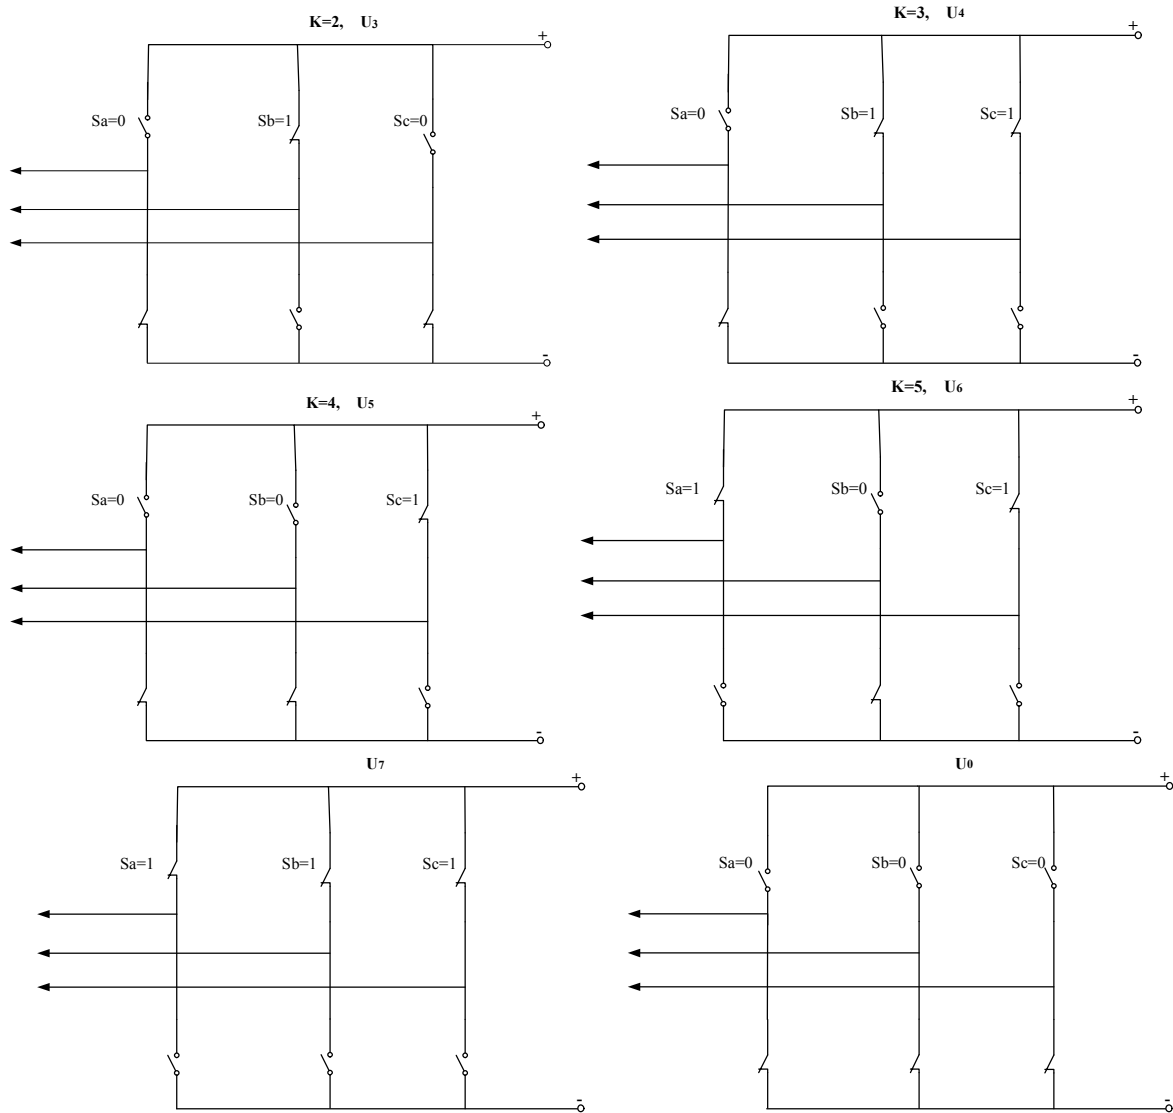 K=2, U3
+
Sa=0
Sb=1
Sc=0
-
K=3, U4
+
Sa=0
Sb=1
Sc=1
-
K=4, U5
+
Sa=0
Sb=0
Sc=1
-
K=5, U6
+
Sa=1
Sb=0
Sc=1
-
U7
+
Sa=1
Sb=1
Sc=1
-
U0
+
Sa=0
Sb=0
Sc=0
-